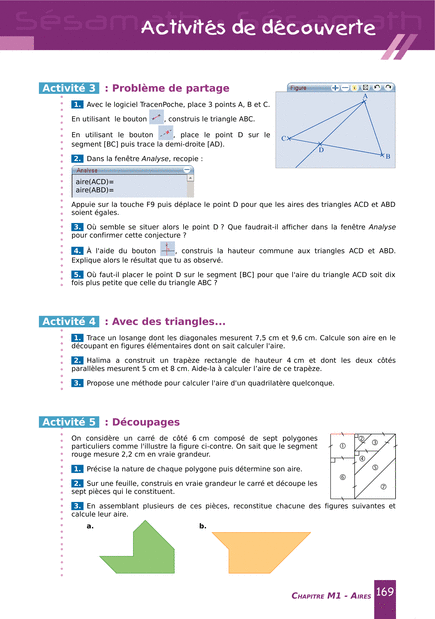 Sésamath
Activités de découverte
Activité 3 : Problème de partage
1. Avec le logiciel TracenPoche, place 3 points A, B et C.
En utilisant le bouton , construis le triangle ABC.
En utilisant le bouton , place le point D sur le
segment [BC] puis trace la demi-droite [AD).
Figure
A
C
D
B
2. Dans la fenêtre Analyse, recopie :
Analyse
aire(ACD)=
aire(ABD)=
Appuie sur la touche F9 puis déplace le point D pour que les aires des triangles ACD et ABD
soient égales.
3. Où semble se situer alors le point D ? Que faudrait-il afficher dans la fenêtre Analyse
pour confirmer cette conjecture ?
4. À l'aide du bouton , construis la hauteur commune aux triangles ACD et ABD.
Explique alors le résultat que tu as observé.
5. Où faut-il placer le point D sur le segment [BC] pour que l'aire du triangle ACD soit dix
fois plus petite que celle du triangle ABC ?
Activité 4 : Avec des triangles...
1. Trace un losange dont les diagonales mesurent 7,5 cm et 9,6 cm. Calcule son aire en le
découpant en figures élémentaires dont on sait calculer l'aire.
2. Halima a construit un trapèze rectangle de hauteur 4 cm et dont les deux côtés
parallèles mesurent 5 cm et 8 cm. Aide-la à calculer l'aire de ce trapèze.
3. Propose une méthode pour calculer l'aire d'un quadrilatère quelconque.
Activité 5 : Découpages
On considère un carré de côté 6 cm composé de sept polygones
particuliers comme l'illustre la figure ci-contre. On sait que le segment
rouge mesure 2,2 cm en vraie grandeur.
1. Précise la nature de chaque polygone puis détermine son aire.
2. Sur une feuille, construis en vraie grandeur le carré et découpe les
sept pièces qui le constituent.
① ② ③
④
⑤
⑥
⑦
3. En assemblant plusieurs de ces pièces, reconstitue chacune des figures suivantes et
calcule leur aire.
a. b.
CHAPITRE M1 - AIRES 169